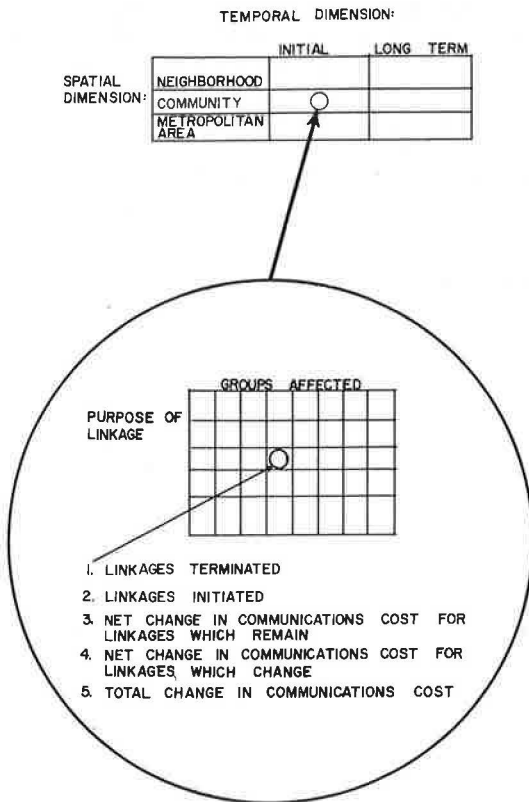 TEMPORAL DIMENSION:
INITIAL LONG TERM
SPATIAL
DIMENSION:
NEIGHBORHOOD
COMMUNITY
METROPOLITAN
AREA
GROUPS AFFECTED
PURPOSE OF
LINKAGE
1. LINKAGES TERMINATED
2. LINKAGES INITIATED
3. NET CHANGE IN COMMUNICATIONS COST FOR
LINKAGES WHICH REMAIN
4. NET CHANGE IN COMMUNICATIONS COST FOR
LINKAGES WHICH CHANGE
5. TOTAL CHANGE IN COMMUNICATIONS COST